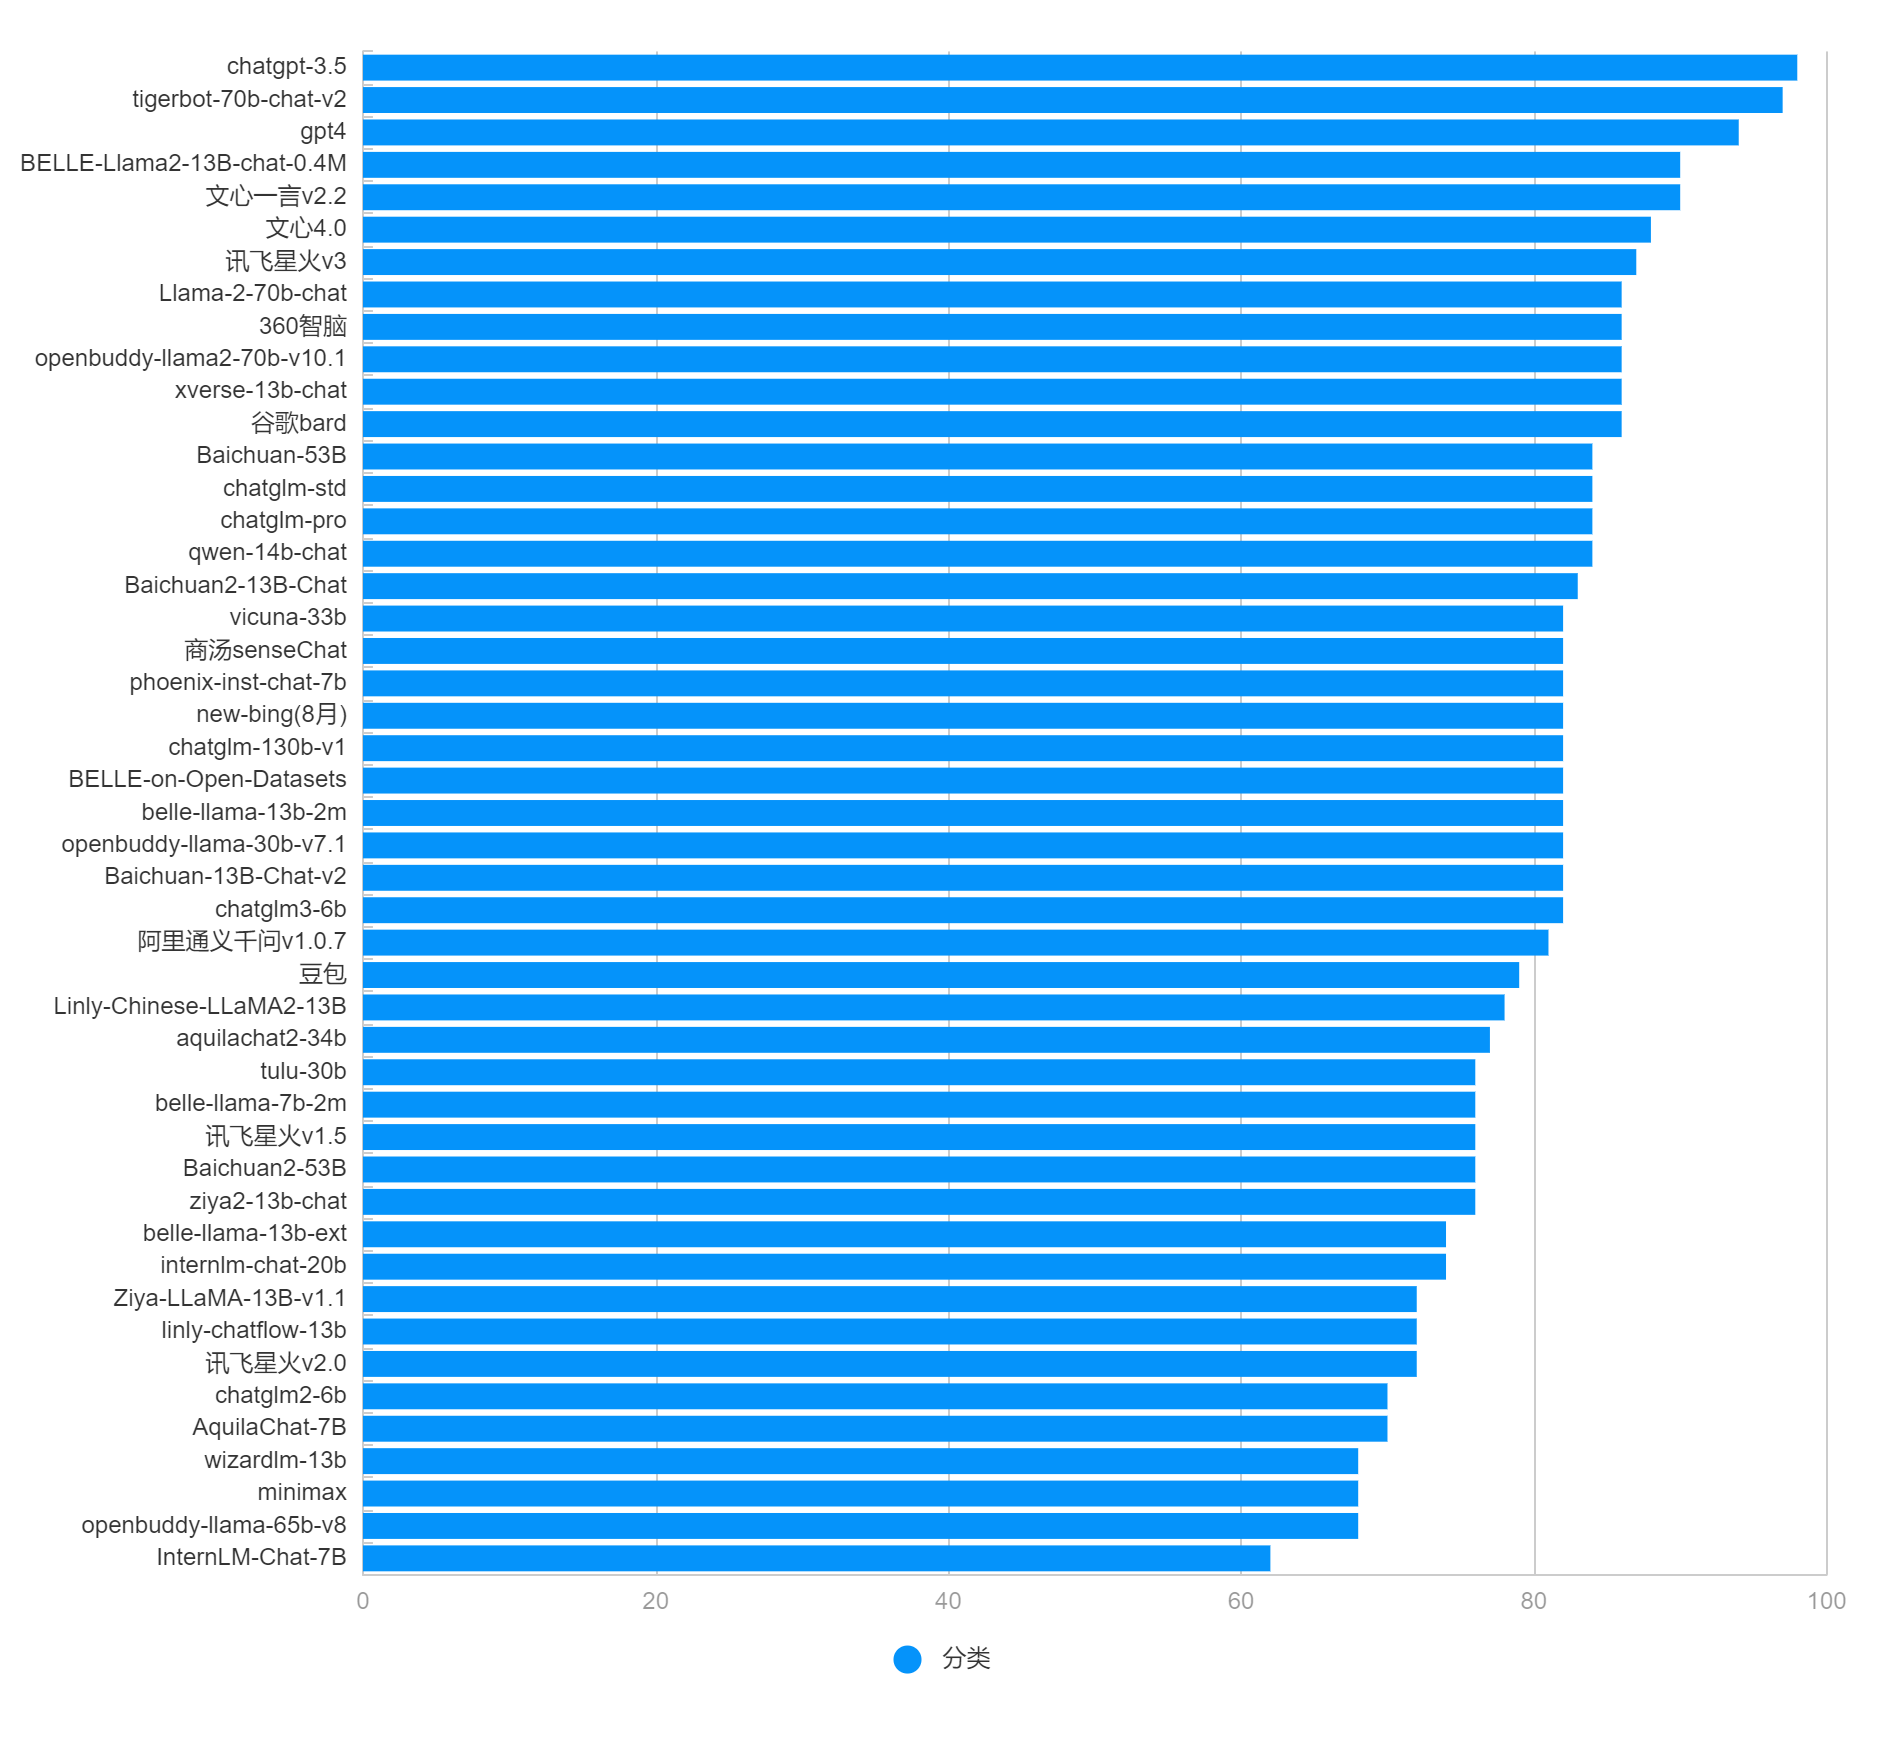 chatgpt-3.5
tigerbot-70b-chat-v2
gpt4
BELLE-Llama2-13B-chat-0.4M
文心一言v2.2
文心4.0
讯飞星火v3
Llama-2-70b-chat
360智脑
openbuddy-llama2-70b-v10.1
xverse-13b-chat
谷歌bard
Baichuan-53B
chatglm-std
chatglm-pro
qwen-14b-chat
Baichuan2-13B-Chat
vicuna-33b
商汤senseChat
phoenix-inst-chat-7b
new-bing(8月)
chatglm-130b-v1
BELLE-on-Open-Datasets
belle-llama-13b-2m
openbuddy-llama-30b-v7.1
Baichuan-13B-Chat-v2
chatglm3-6b
阿里通义千问v1.0.7
豆包
Linly-Chinese-LLaMA2-13B
aquilachat2-34b
tulu-30b
belle-llama-7b-2m
讯飞星火v1.5
Baichuan2-53B
ziya2-13b-chat
belle-llama-13b-ext
internlm-chat-20b
Ziya-LLaMA-13B-v1.1
linly-chatflow-13b
讯飞星火v2.0
chatglm2-6b
AquilaChat-7B
wizardlm-13b
minimax
openbuddy-llama-65b-v8
InternLM-Chat-7B
0 20 40 60 80 100
分类